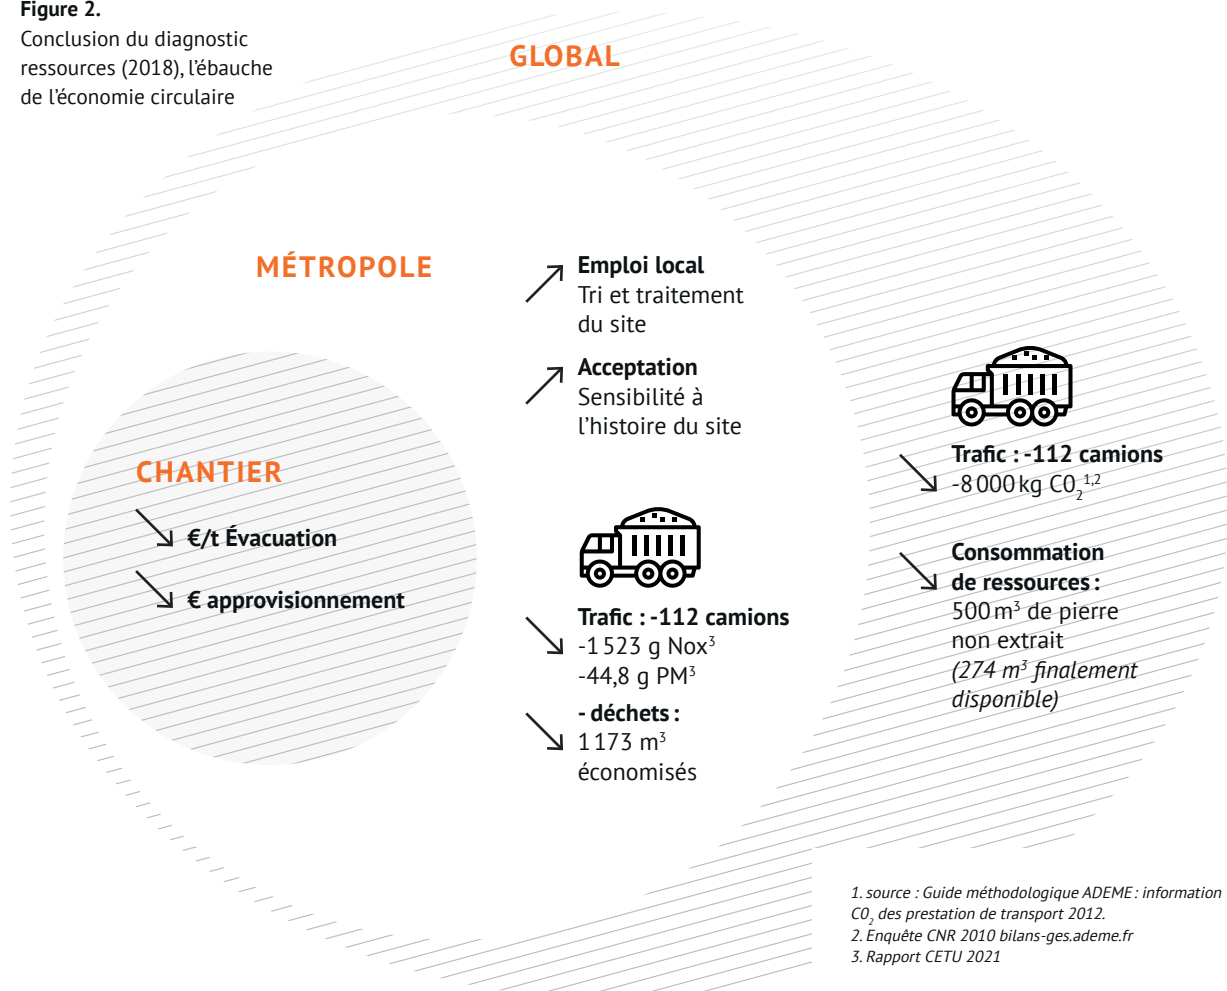 Figure 2.
Conclusion du diagnostic
ressources (2018), l'ébauche
de l'économie circulaire
GLOBAL
MÉTROPOLE
Emploi local
Tri et traitement
du site
Acceptation
Sensibilité à
l'histoire du site
CHANTIER
€/t Évacuation
€ approvisionnement
Trafic : -112 camions
-1 523 g Nox³
-44,8 g PM³
- déchets :
1 173 m³
économisés
Trafic : -112 camions
-8 000 kg C0₂¹,²
Consommation
de ressources :
500 m³ de pierre
non extrait
(274 m³ finalement
disponible)
1. source : Guide méthodologique ADEME : information
C0₂ des prestation de transport 2012.
2. Enquête CNR 2010 bilans-ges.ademe.fr
3. Rapport CETU 2021